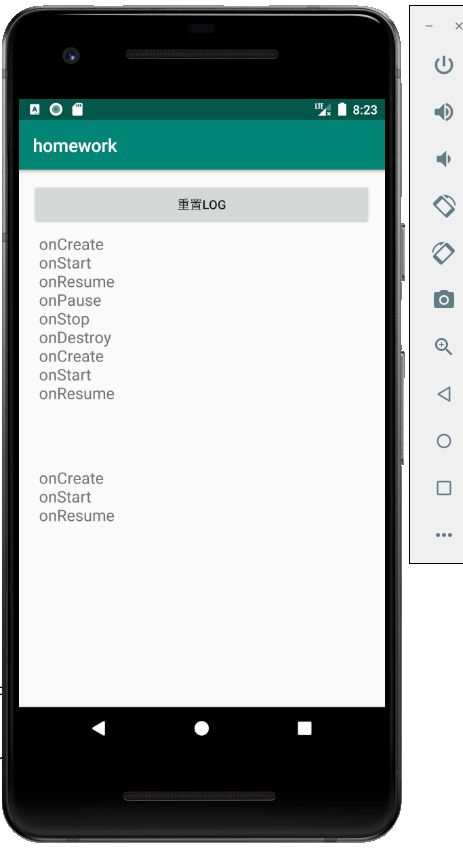 LTE 8:23
homework
重置LOG
onCreate
onStart
onResume
onPause
onStop
onDestroy
onCreate
onStart
onResume
onCreate
onStart
onResume